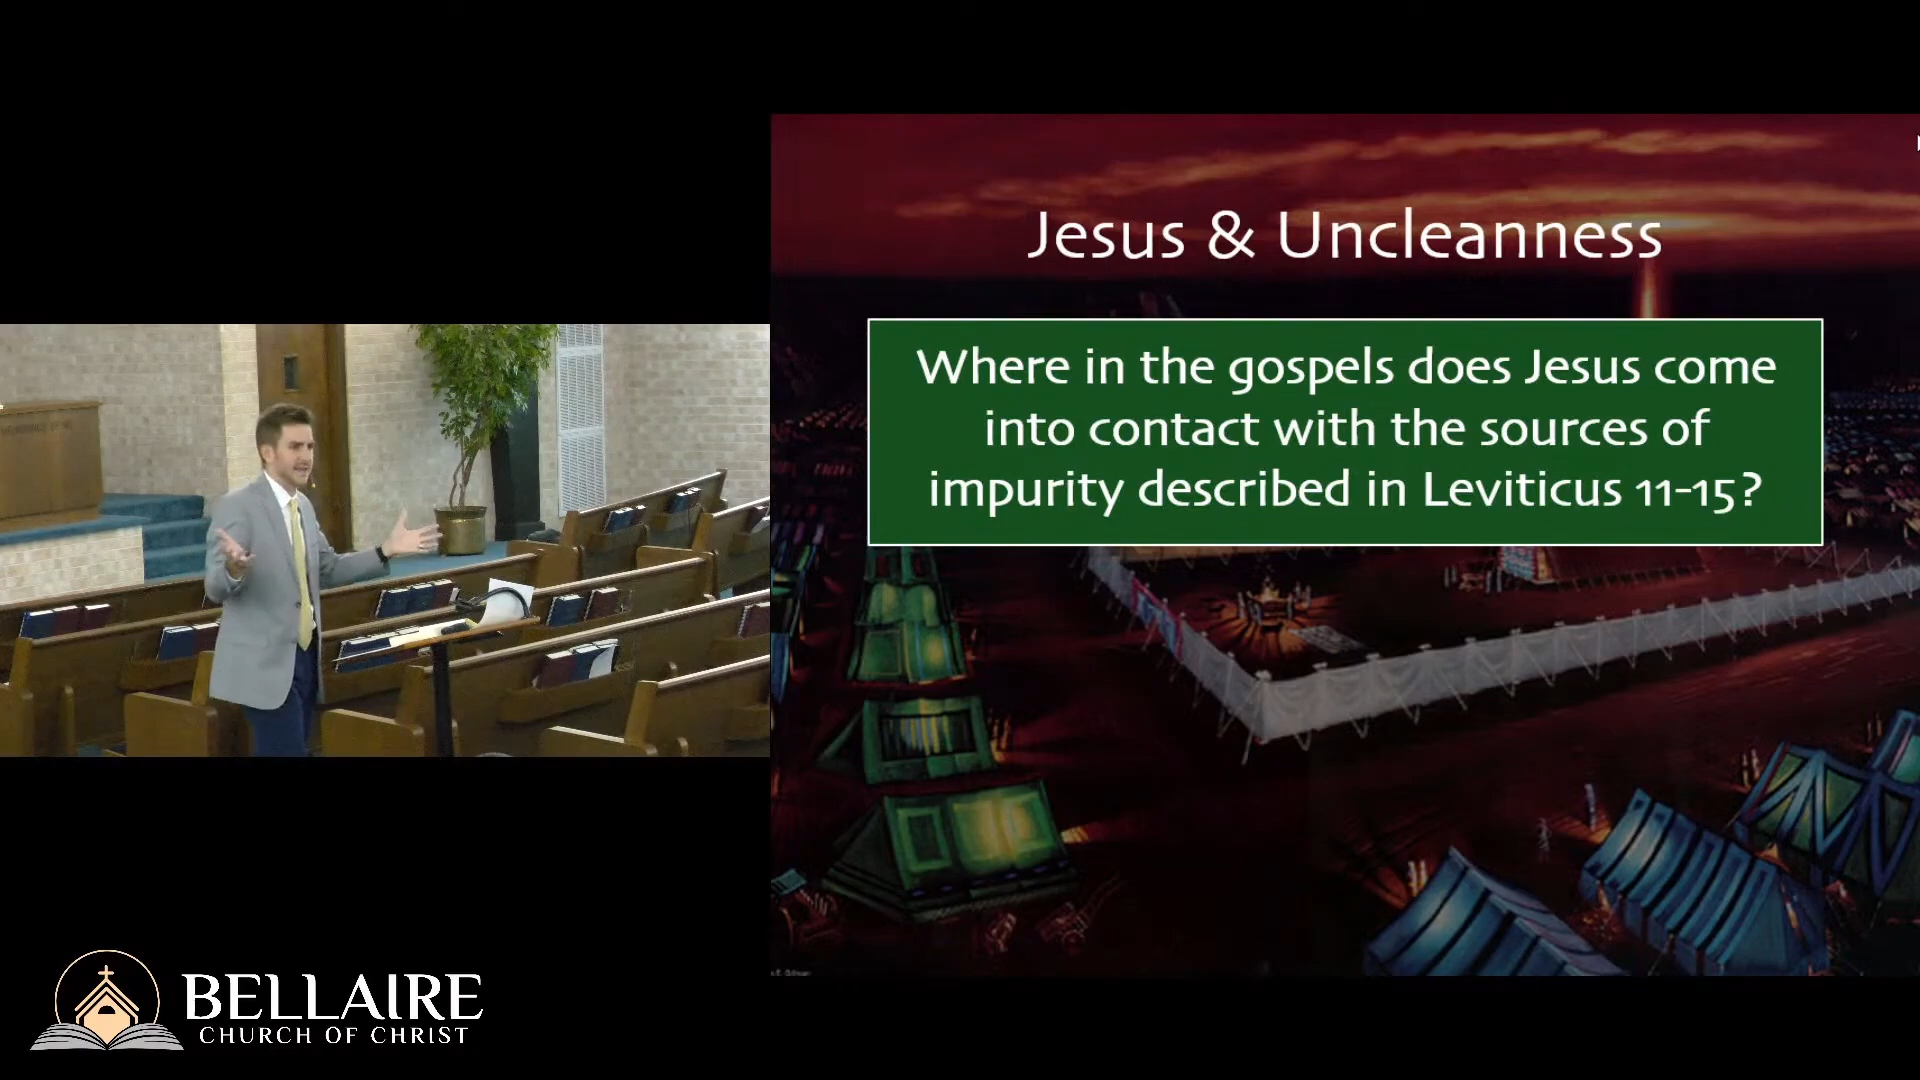 Jesus & Uncleanness
Where in the gospels does Jesus come
into contact with the sources of
impurity described in Leviticus 11-15?
BELLAIRE
CHURCH OF CHRIST